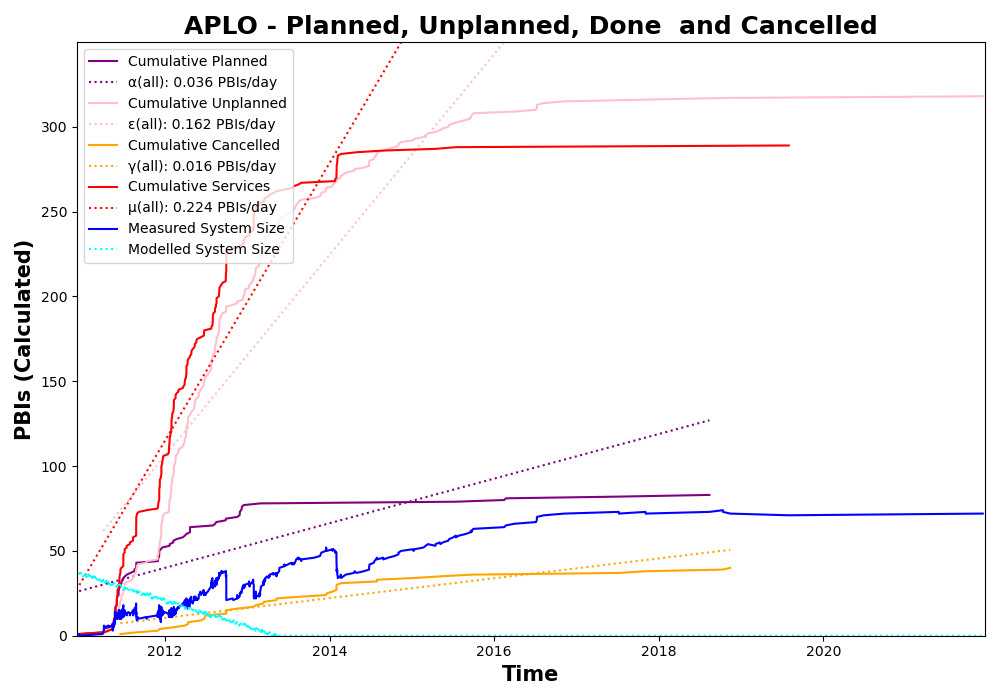 APLO - Planned, Unplanned, Done  and Cancelled
Cumulative Planned
α(all): 0.036 PBIs/day
Cumulative Unplanned
ε(all): 0.162 PBIs/day
Cumulative Cancelled
γ(all): 0.016 PBIs/day
Cumulative Services
μ(all): 0.224 PBIs/day
Measured System Size
Modelled System Size
PBIs (Calculated)
300
250
200
150
100
50
0
2012 2014 2016 2018 2020
Time